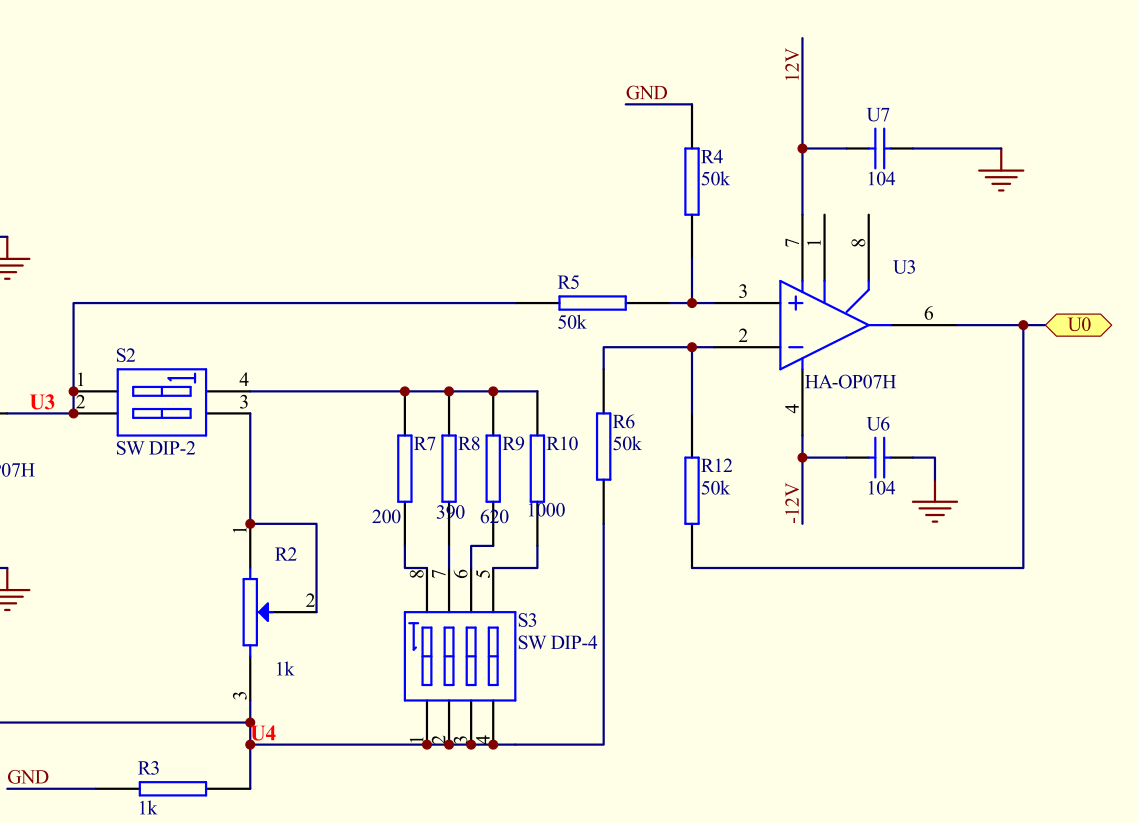 12V
GND
U7
R4
50k
104
7
1
8
U3
R5
3
6
U0
50k
2
S2
1
4
HA-OP07H
U3
2
3
4
U6
R7
R8
R9
R10
R6
50k
SW DIP-2
07H
R12
50k
104
-12V
200
390
620
1000
1
R2
8
7
6
5
2
1
S3
SW DIP-4
1k
3
U4
1
2
3
4
R3
GND
1k